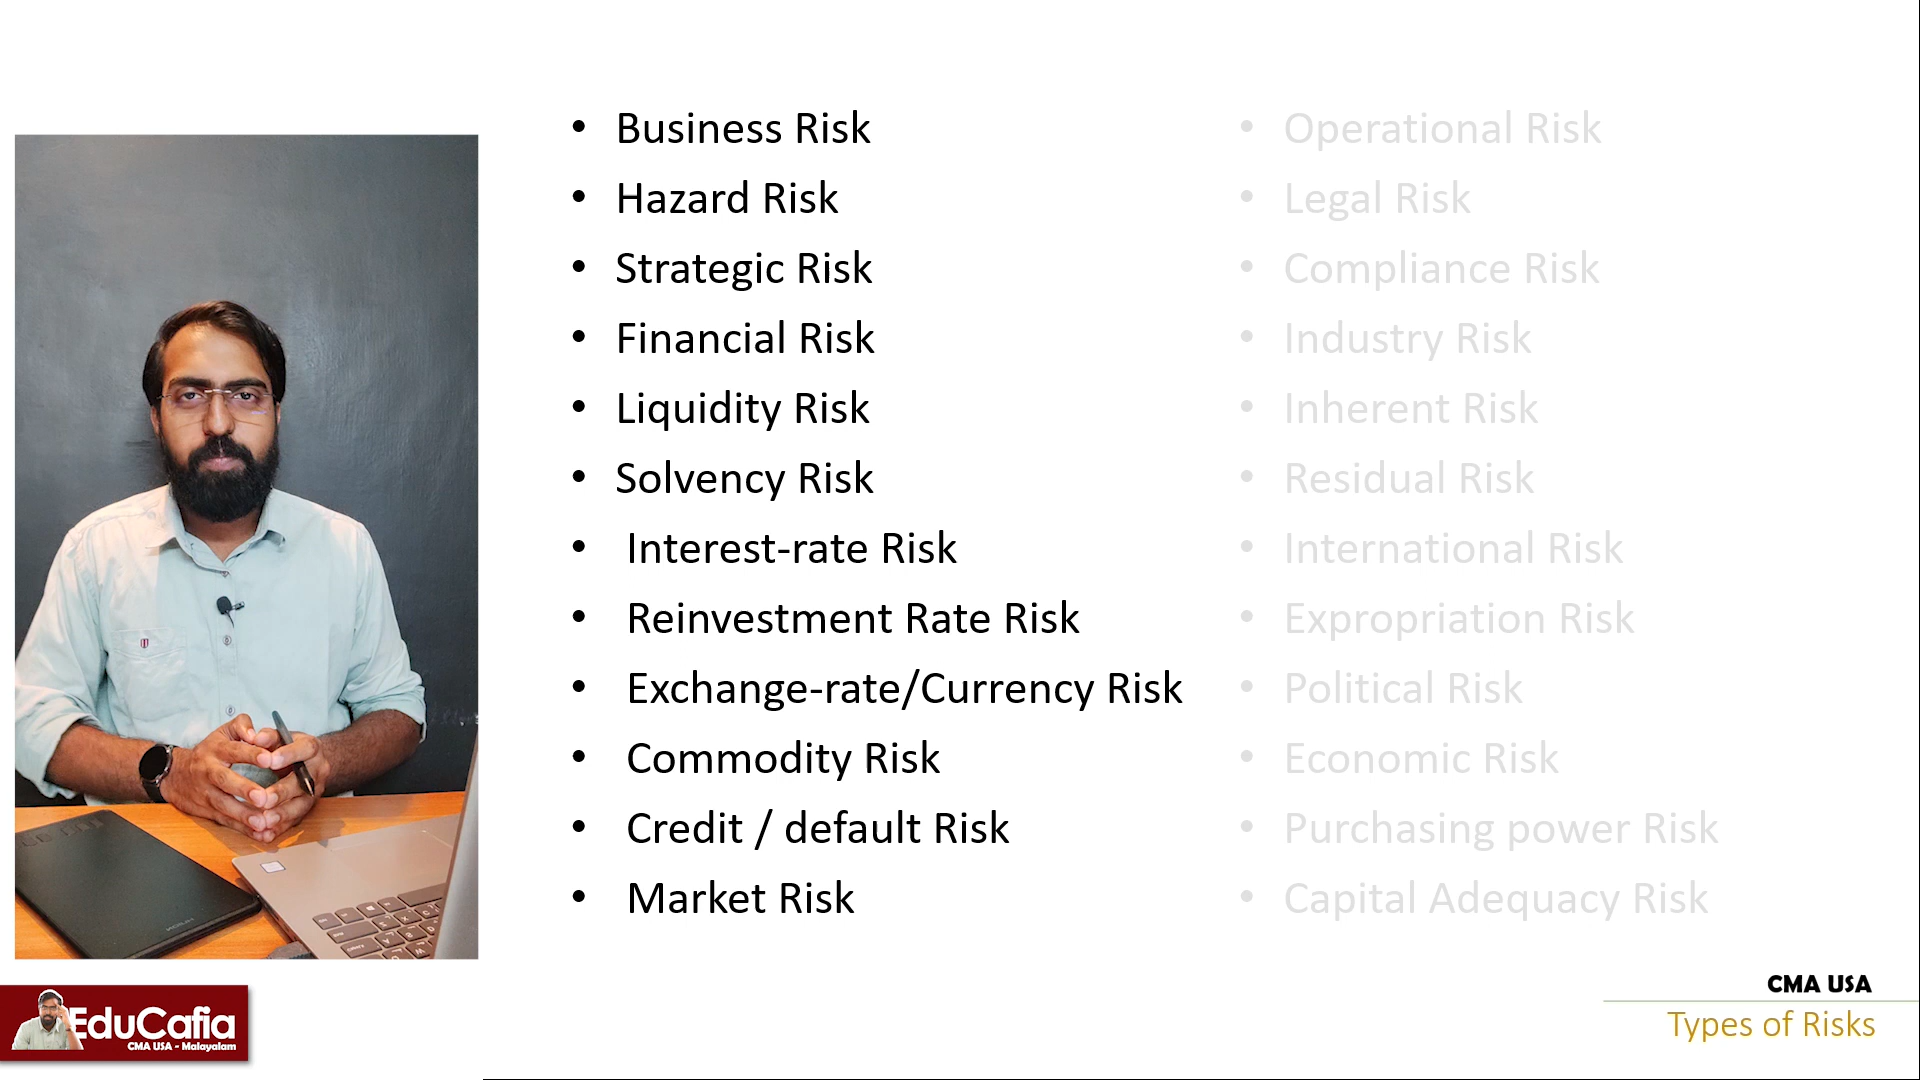 • Business Risk
• Hazard Risk
• Strategic Risk
• Financial Risk
• Liquidity Risk
• Solvency Risk
• Interest-rate Risk
• Reinvestment Rate Risk
• Exchange-rate/Currency Risk
• Commodity Risk
• Credit / default Risk
• Market Risk
• Operational Risk
• Legal Risk
• Compliance Risk
• Industry Risk
• Inherent Risk
• Residual Risk
• International Risk
• Expropriation Risk
• Political Risk
• Economic Risk
• Purchasing power Risk
• Capital Adequacy Risk
EduCafia
CMA USA - Malayalam
CMA USA
Types of Risks